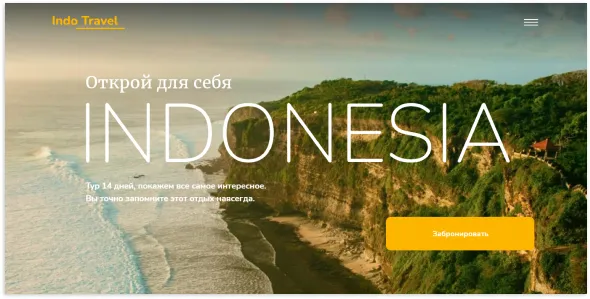 Indo Travel
Открой для себя
INDONESIA
Тур 14 дней, покажем все самое интересное.
Вы точно запомните этот отдых навсегда.
Забронировать